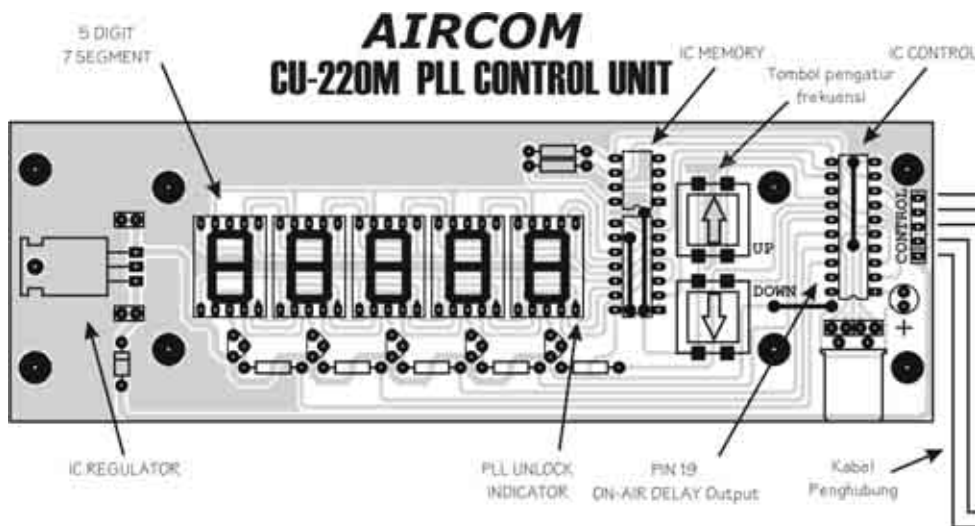 AIRCOM
CU-220M PLL CONTROL UNIT
5 DIGIT
7 SEGMENT
IC MEMORY
Tombol pengatur
frekuensi
IC CONTROL
UP
DOWN
CONTROL
+
IC REGULATOR
PLL UNLOCK
INDICATOR
PIN 19
ON-AIR DELAY Output
Kabel
Penghubung